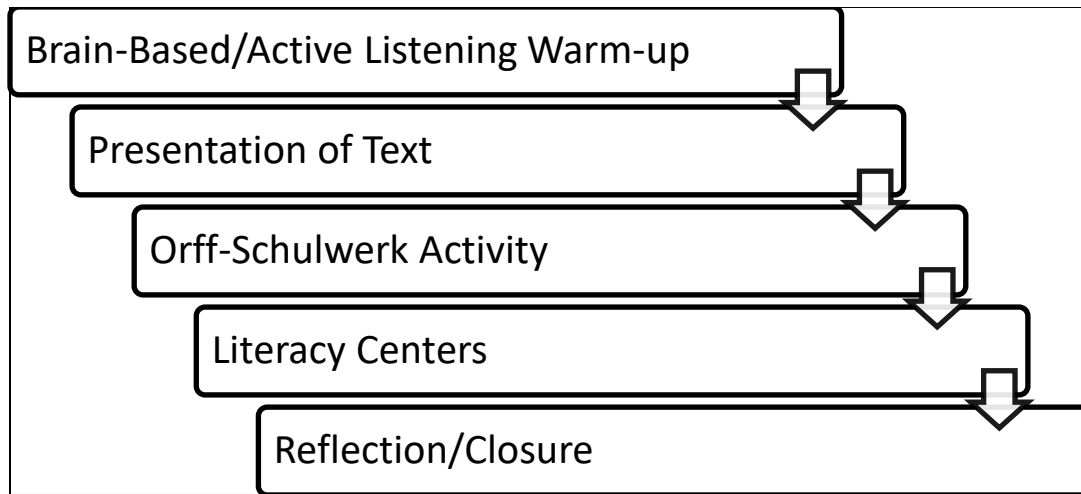 Brain-Based/Active Listening Warm-up
Presentation of Text
Orff-Schulwerk Activity
Literacy Centers
Reflection/Closure